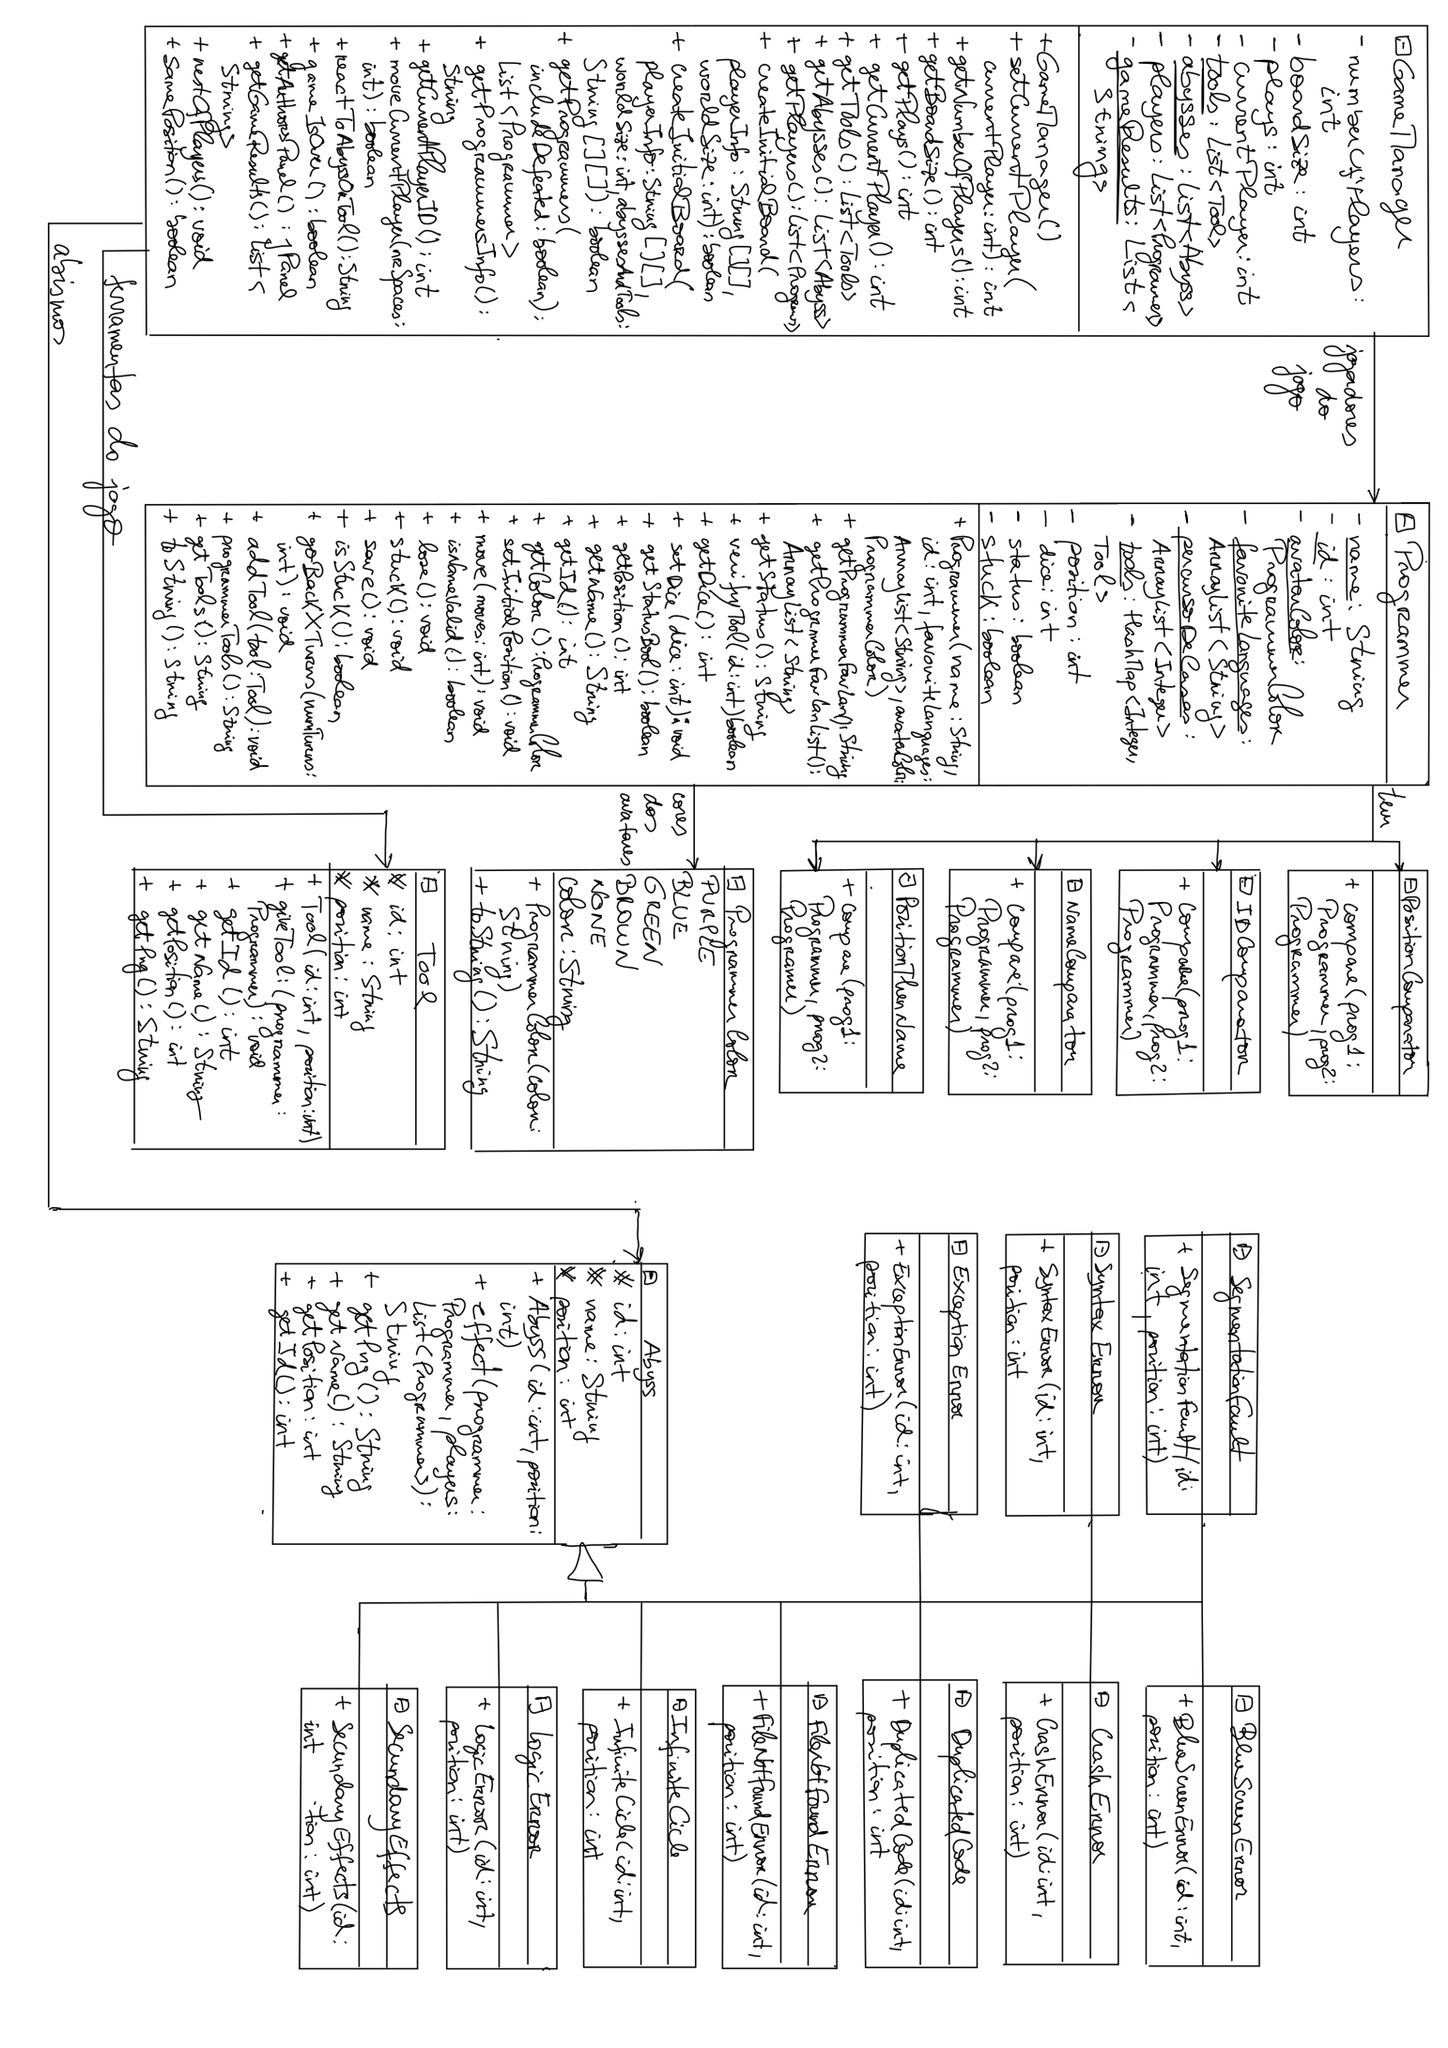 GameManager
- numberOfPlayers:
int
- boardSize: int
- plays: int
- currentPlayer: int
- tools: List<Tool>
- abysses: List<Abyss>
- players: List<Programer>
- gameResults: List<
String>
+ GameManager()
+ setCurrentPlayer(
currentPlayer: int): int
+ getNumberOfPlayers(): int
+ getBoardSize(): int
+ getPlays(): int
+ getCurrentPlayer(): int
+ getTools(): List<Tools>
+ getAbysses(): List<Abyss>
+ getPlayers(): List<
+ createInitialBoard(
playerInfo: String[][],
worldSize: int): boolean
+ createInitialBoard(
playerInfo: String[][],
worldSize: int, abyssesAndTools:
String[][]): boolean
+ getProgrammers(
includeDefeated: boolean):
List<Programmer>
+ getProgrammersInfo():
String
+ getCurrentPlayerID(): int
+ moveCurrentPlayer(nrSpaces:
int): boolean
+ reactToAbyssOrTool(): String
+ gameIsOver(): boolean
+ getAuthorsPanel(): JPanel
+ getGameResults(): List<
String>
+ restOfPlayers(): void
+ samePosition(): boolean
jogadores
do
jogo
Programmer
- name: String
- id: int
- avatarColor:
ProgrammerColor
- favoriteLanguages:
ArrayList<String>
- percursoDeCasas:
ArrayList<Integer>
- tools: HashMap<Integer,
Tool>
- position: int
- dice: int
- status: boolean
- stuck: boolean
+ Programmer(name: String,
id: int, favoriteLanguages:
ArrayList<String>, avatarColor:
ProgrammerColor)
+ getProgrammerFavLan(): String
+ getProgrammerFavLanList():
ArrayList<String>
+ getStatus(): String
+ verifyTool(id: int) boolean
+ getDice(): int
+ setDice(dice: int): void
+ getStatusBool(): boolean
+ getPosition(): int
+ getName(): String
+ getId(): int
+ getColor(): ProgrammerColor
+ setInitialPosition(): void
+ move(moves: int): void
+ isNameValid(): boolean
+ lose(): void
+ stuck(): void
+ save(): void
+ isStuck(): boolean
+ goBackXTurns(numTurns:
int): void
+ addTool(tool: Tool): void
+ programmerTools(): String
+ getTools(): String
+ toString(): String
tem
PositionComparator
+ compare(prog1:
Programmer, prog2:
Programmer)
IDComparator
+ compare(prog1:
Programmer, prog2:
Programmer)
NameComparator
+ compare(prog1:
Programmer, prog2:
Programmer)
PositionThenName
+ compare(prog1:
Programmer, prog2:
Programer)
cores
dos
avatares
ProgrammerColor
PURPLE
BLUE
GREEN
BROWN
NONE
color: String
+ ProgrammerColor(color:
String)
+ toString(): String
Tool
# id: int
# name: String
# position: int
+ Tool(id: int, position: int)
+ giveTool: (programmer:
Programmer): void
+ getId(): int
+ getName(): String
+ getPosition(): int
+ getPng(): String
ferramentas do jogo
abismos
SegmentationFault
+ SegmentationFault(id:
int, position: int)
Syntax Error
+ SyntaxError(id: int,
position: int
Exception Error
+ ExceptionError(id: int,
position: int)
Abyss
# id: int
# name: String
# position: int
+ Abyss(id: int, position:
int)
+ effect(programmer:
Programmer, players:
List<Programmers):
String
+ getPng(): String
+ getName(): String
+ getPosition: int
+ getId(): int
BlueScreenError
+ BlueScreenError(id: int,
position: int)
Crash Error
+ CrashError(id: int,
position: int)
DuplicatedCode
+ DuplicatedCode(id: int,
position: int
FileNotFound Error
+ FileNotFoundError(id: int,
position: int)
InfiniteCicle
+ InfiniteCicle(id: int,
position: int
Logic Error
+ LogicError(id: int,
position: int)
SecundaryEffects
+ SecundaryEffects(id:
int tion: int)